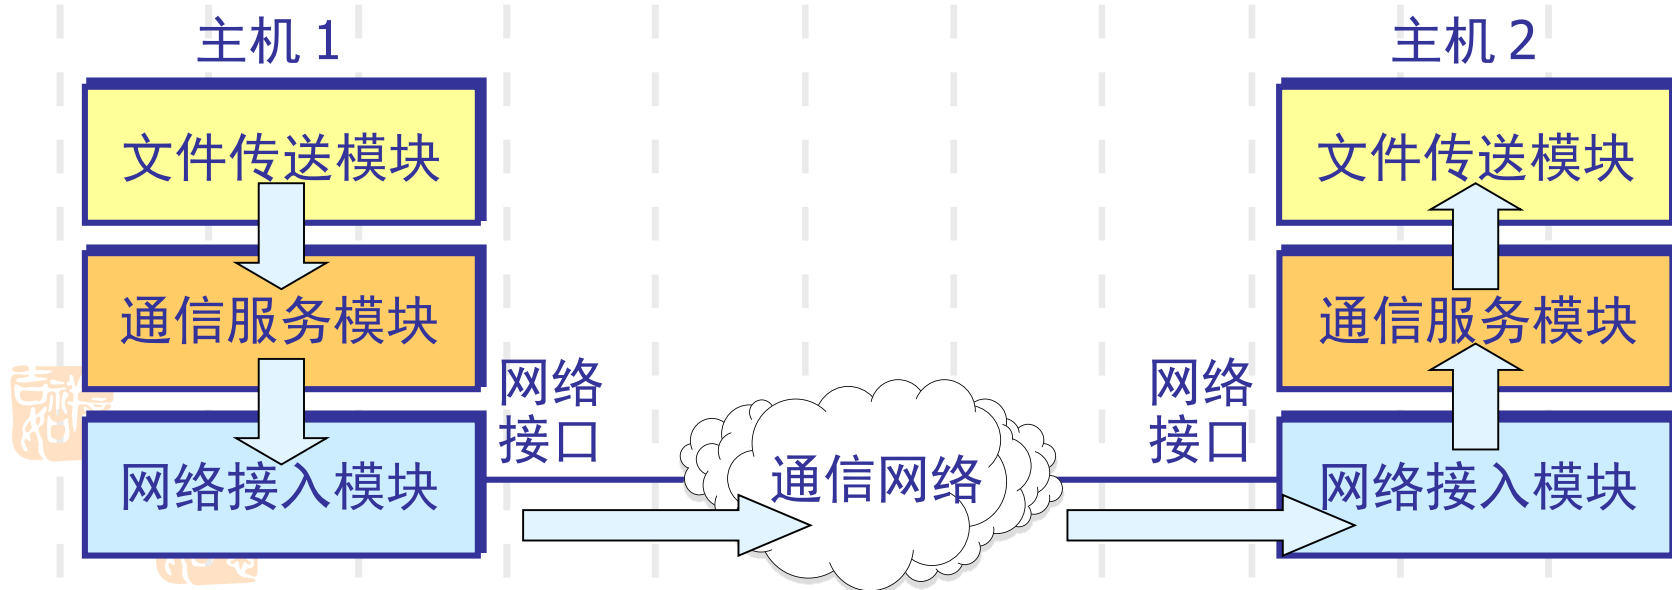 主机 1
主机 2
文件传送模块
文件传送模块
通信服务模块
通信服务模块
网络
接口
网络
接口
网络接入模块
通信网络
网络接入模块